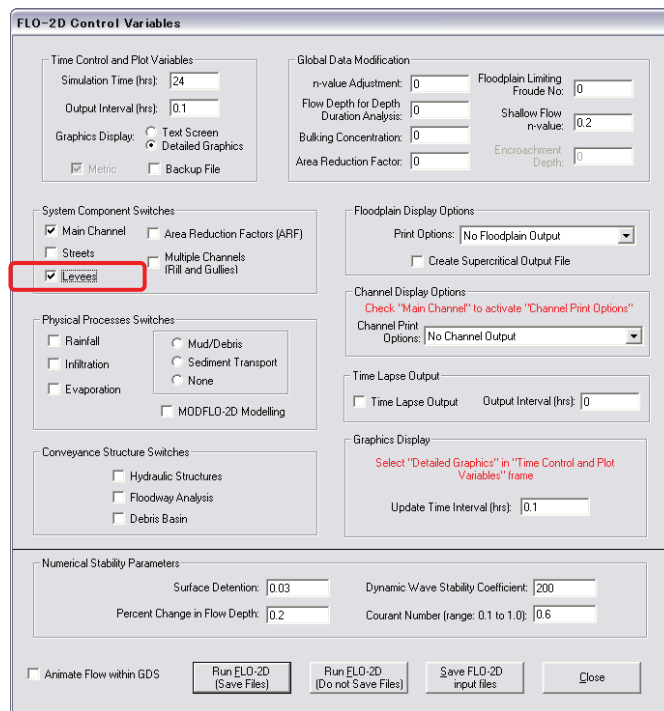 FLO-2D Control Variables
Time Control and Plot Variables
Simulation Time (hrs): 24
Output Interval (hrs): 0.1
Graphics Display: Text Screen
Detailed Graphics
Metric Backup File
Global Data Modification
n-value Adjustment: 0
Flow Depth for Depth
Duration Analysis: 0
Bulking Concentration: 0
Area Reduction Factor: 0
Floodplain Limiting
Froude No: 0
Shallow Flow
n-value: 0.2
Encroachment
Depth: 0
System Component Switches
Main Channel Area Reduction Factors (ARF)
Streets Multiple Channels
(Rill and Gullies)
Levees
Floodplain Display Options
Print Options: No Floodplain Output
Create Supercritical Output File
Channel Display Options
Check "Main Channel" to activate "Channel Print Options"
Channel Print
Options: No Channel Output
Physical Processes Switches
Rainfall
Infiltration
Evaporation
Mud/Debris
Sediment Transport
None
MODFLO-2D Modelling
Time Lapse Output
Time Lapse Output Output Interval (hrs): 0
Conveyance Structure Switches
Hydraulic Structures
Floodway Analysis
Debris Basin
Graphics Display
Select "Detailed Graphics" in "Time Control and Plot
Variables" frame
Update Time Interval (hrs): 0.1
Numerical Stability Parameters
Surface Detention: 0.03
Percent Change in Flow Depth: 0.2
Dynamic Wave Stability Coefficient: 200
Courant Number (range: 0.1 to 1.0): 0.6
Animate Flow within GDS
Run FLO-2D
(Save Files)
Run FLO-2D
(Do not Save Files)
Save FLO-2D
input files
Close